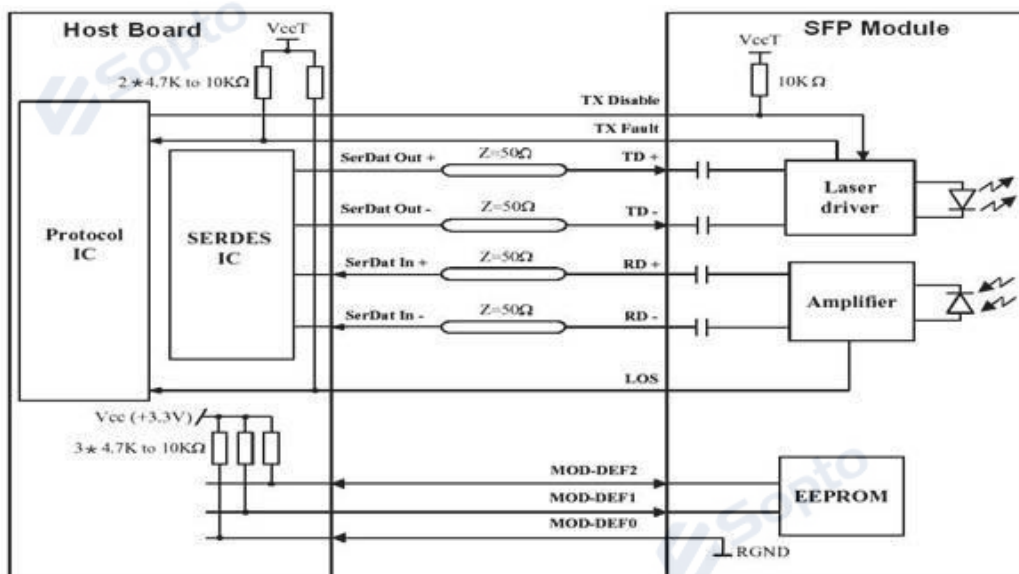 Host Board
SFP Module
VccT
VccT
2*4.7K to 10KΩ
10K Ω
TX Disable
TX Fault
SerDat Out +
Z=50Ω
TD +
SerDat Out -
Z=50Ω
TD -
Laser
driver
Protocol
IC
SERDES
IC
SerDat In +
Z=50Ω
RD +
SerDat In -
Z=50Ω
RD -
Amplifier
LOS
Vcc (+3.3V)
3* 4.7K to 10KΩ
MOD-DEF2
MOD-DEF1
MOD-DEF0
EEPROM
RGND
Sopto
Sopto